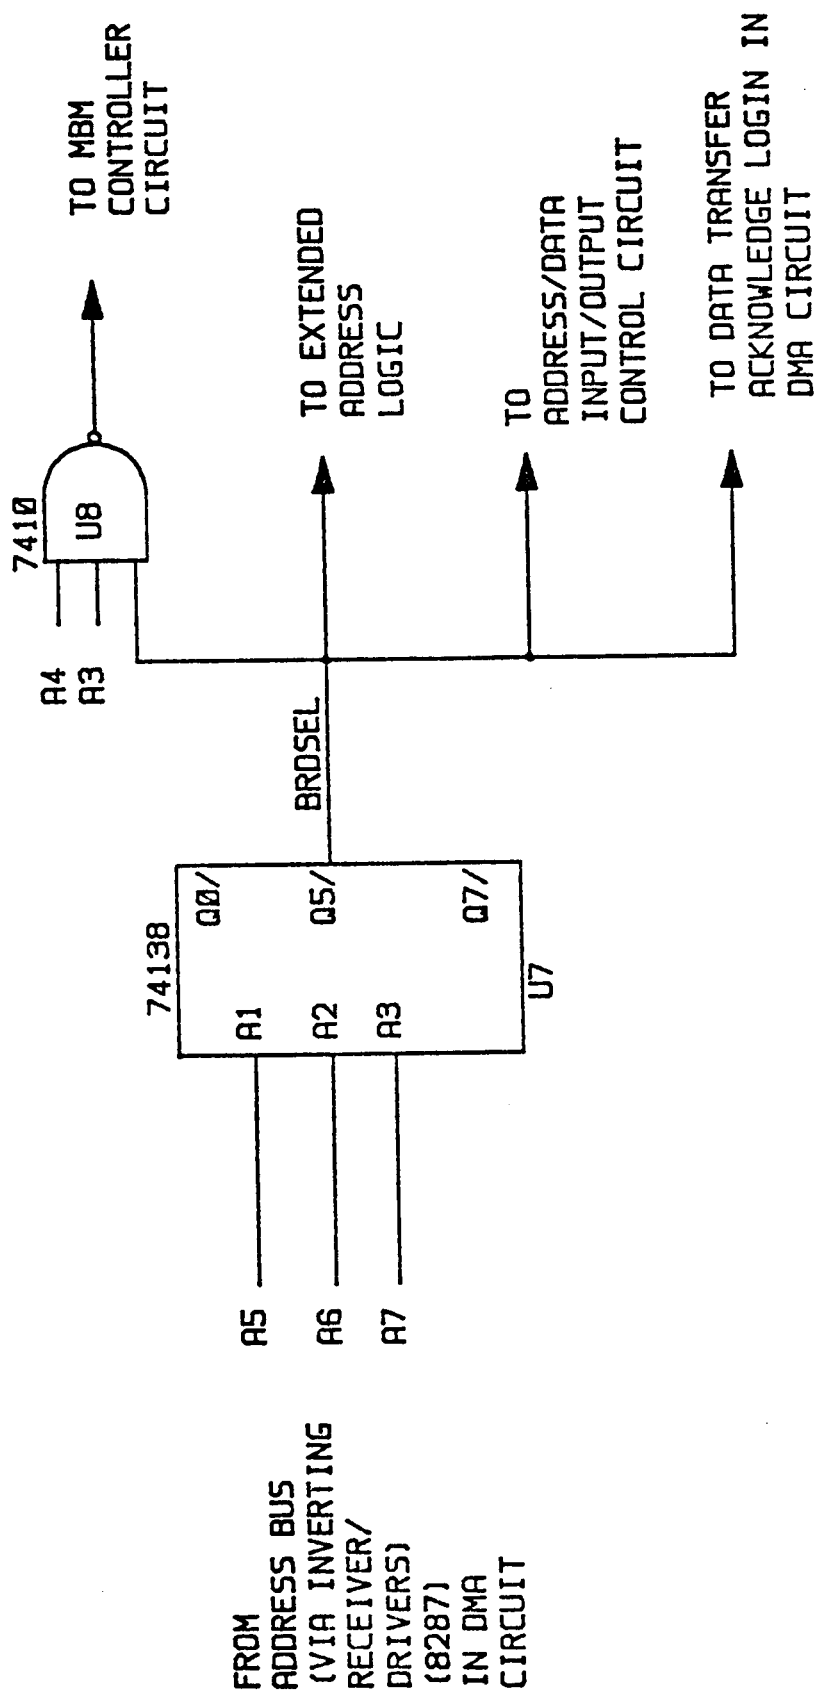 FROM
ADDRESS BUS
(VIA INVERTING
RECEIVER/
DRIVERS)
(8287)
IN DMA
CIRCUIT
A5
A6
A7
74138
A1
A2
A3
Q0/
Q5/
Q7/
U7
BRDSEL
A4
A3
7410
U8
TO MBM
CONTROLLER
CIRCUIT
TO EXTENDED
ADDRESS
LOGIC
TO
ADDRESS/DATA
INPUT/OUTPUT
CONTROL CIRCUIT
TO DATA TRANSFER
ACKNOWLEDGE LOGIN IN
DMA CIRCUIT